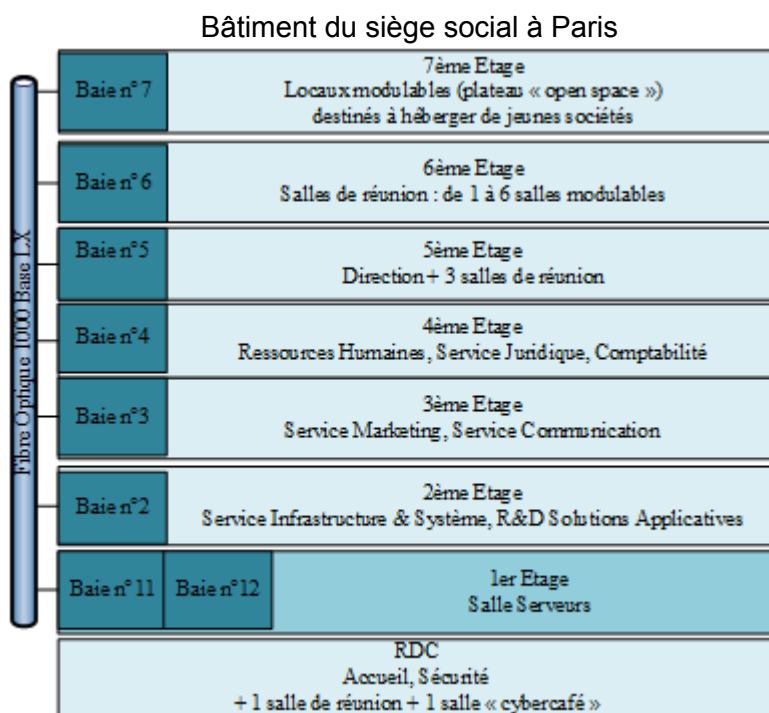 Bâtiment du siège social à Paris
Fibre Optique 1000 Base LX
Baie n°7
7ème Etage
Locaux modulables (plateau « open space »)
destinés à héberger de jeunes sociétés
Baie n°6
6ème Etage
Salles de réunion : de 1 à 6 salles modulables
Baie n°5
5ème Etage
Direction + 3 salles de réunion
Baie n°4
4ème Etage
Ressources Humaines, Service Juridique, Comptabilité
Baie n°3
3ème Etage
Service Marketing, Service Communication
Baie n°2
2ème Etage
Service Infrastructure & Système, R&D Solutions Applicatives
Baie n°11
Baie n°12
1er Etage
Salle Serveurs
RDC
Accueil, Sécurité
+ 1 salle de réunion + 1 salle « cybercafé »